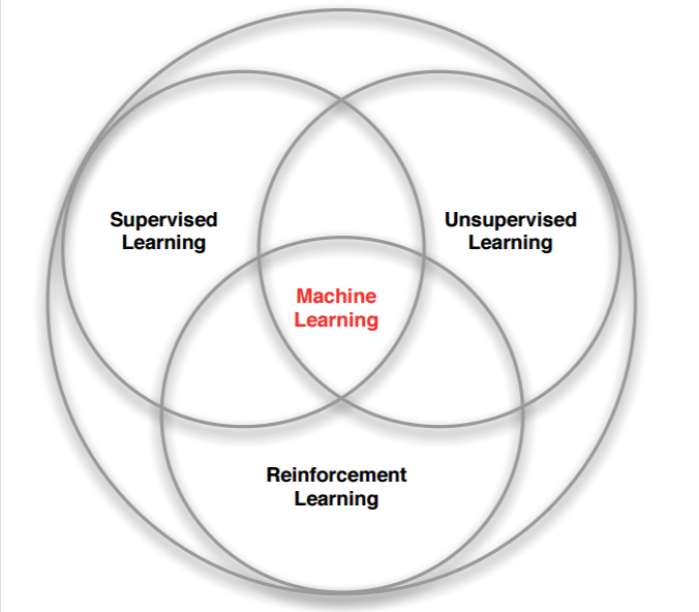 Supervised
Learning
Unsupervised
Learning
Machine
Learning
Reinforcement
Learning